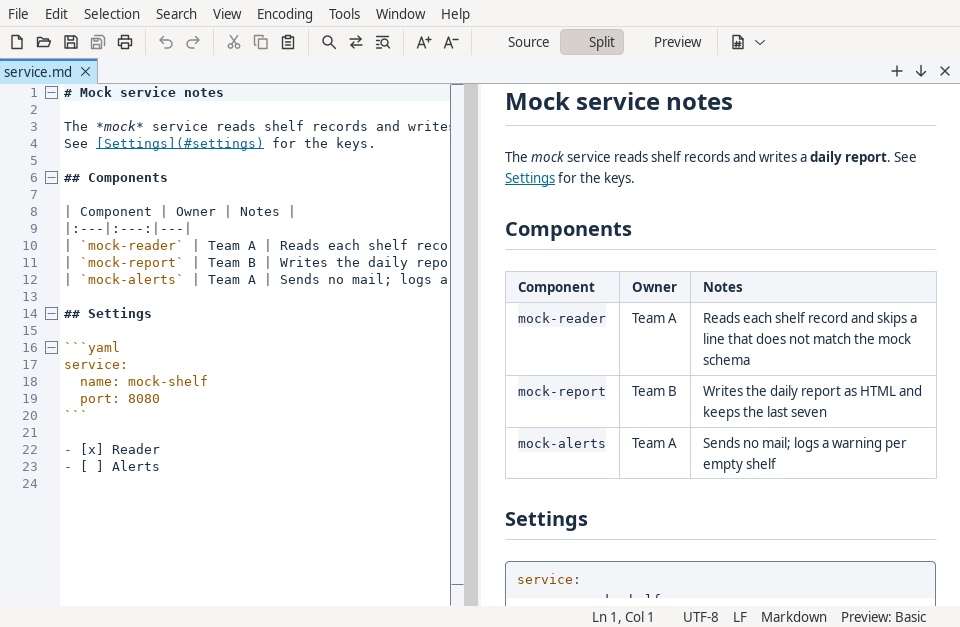 File Edit Selection Search View Encoding Tools Window Help
Source Split Preview
service.md
1 # Mock service notes
2
3 The *mock* service reads shelf records and writes
4 See [Settings](#settings) for the keys.
5
6 ## Components
7
8 | Component | Owner | Notes |
9 |:---|:---:|---|
10 | `mock-reader` | Team A | Reads each shelf reco
11 | `mock-report` | Team B | Writes the daily repo
12 | `mock-alerts` | Team A | Sends no mail; logs a
13
14 ## Settings
15
16 ```yaml
17 service:
18   name: mock-shelf
19   port: 8080
20 ```
21
22 - [x] Reader
23 - [ ] Alerts
24
Mock service notes
The mock service reads shelf records and writes a daily report. See
Settings for the keys.
Components
Component Owner Notes
mock-reader Team A Reads each shelf record and skips a
line that does not match the mock
schema
mock-report Team B Writes the daily report as HTML and
keeps the last seven
mock-alerts Team A Sends no mail; logs a warning per
empty shelf
Settings
service:
Ln 1, Col 1 UTF-8 LF Markdown Preview: Basic